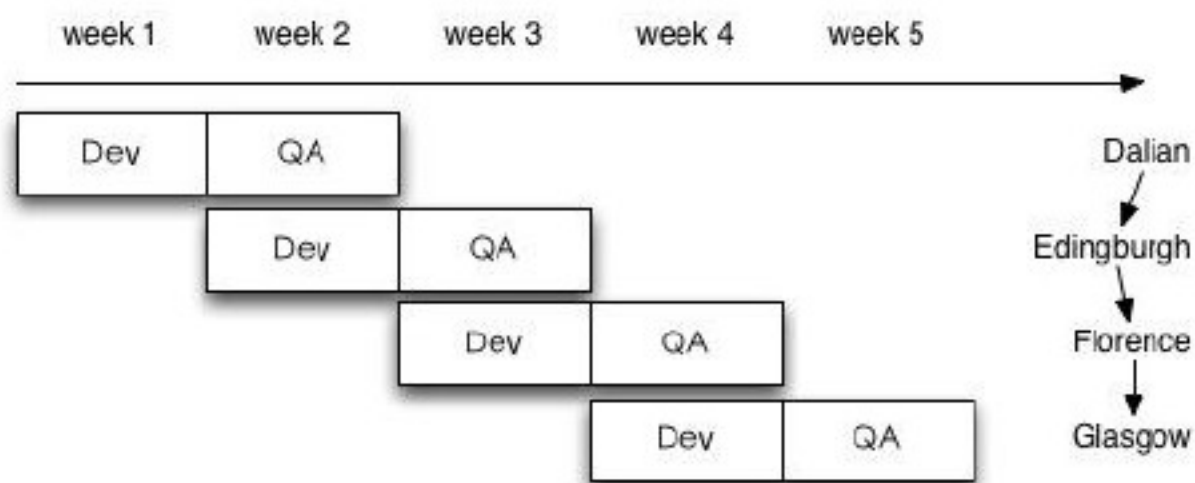 week 1 week 2 week 3 week 4 week 5
Dev QA Dalian
Dev QA Edingburgh
Dev QA Florence
Dev QA Glasgow